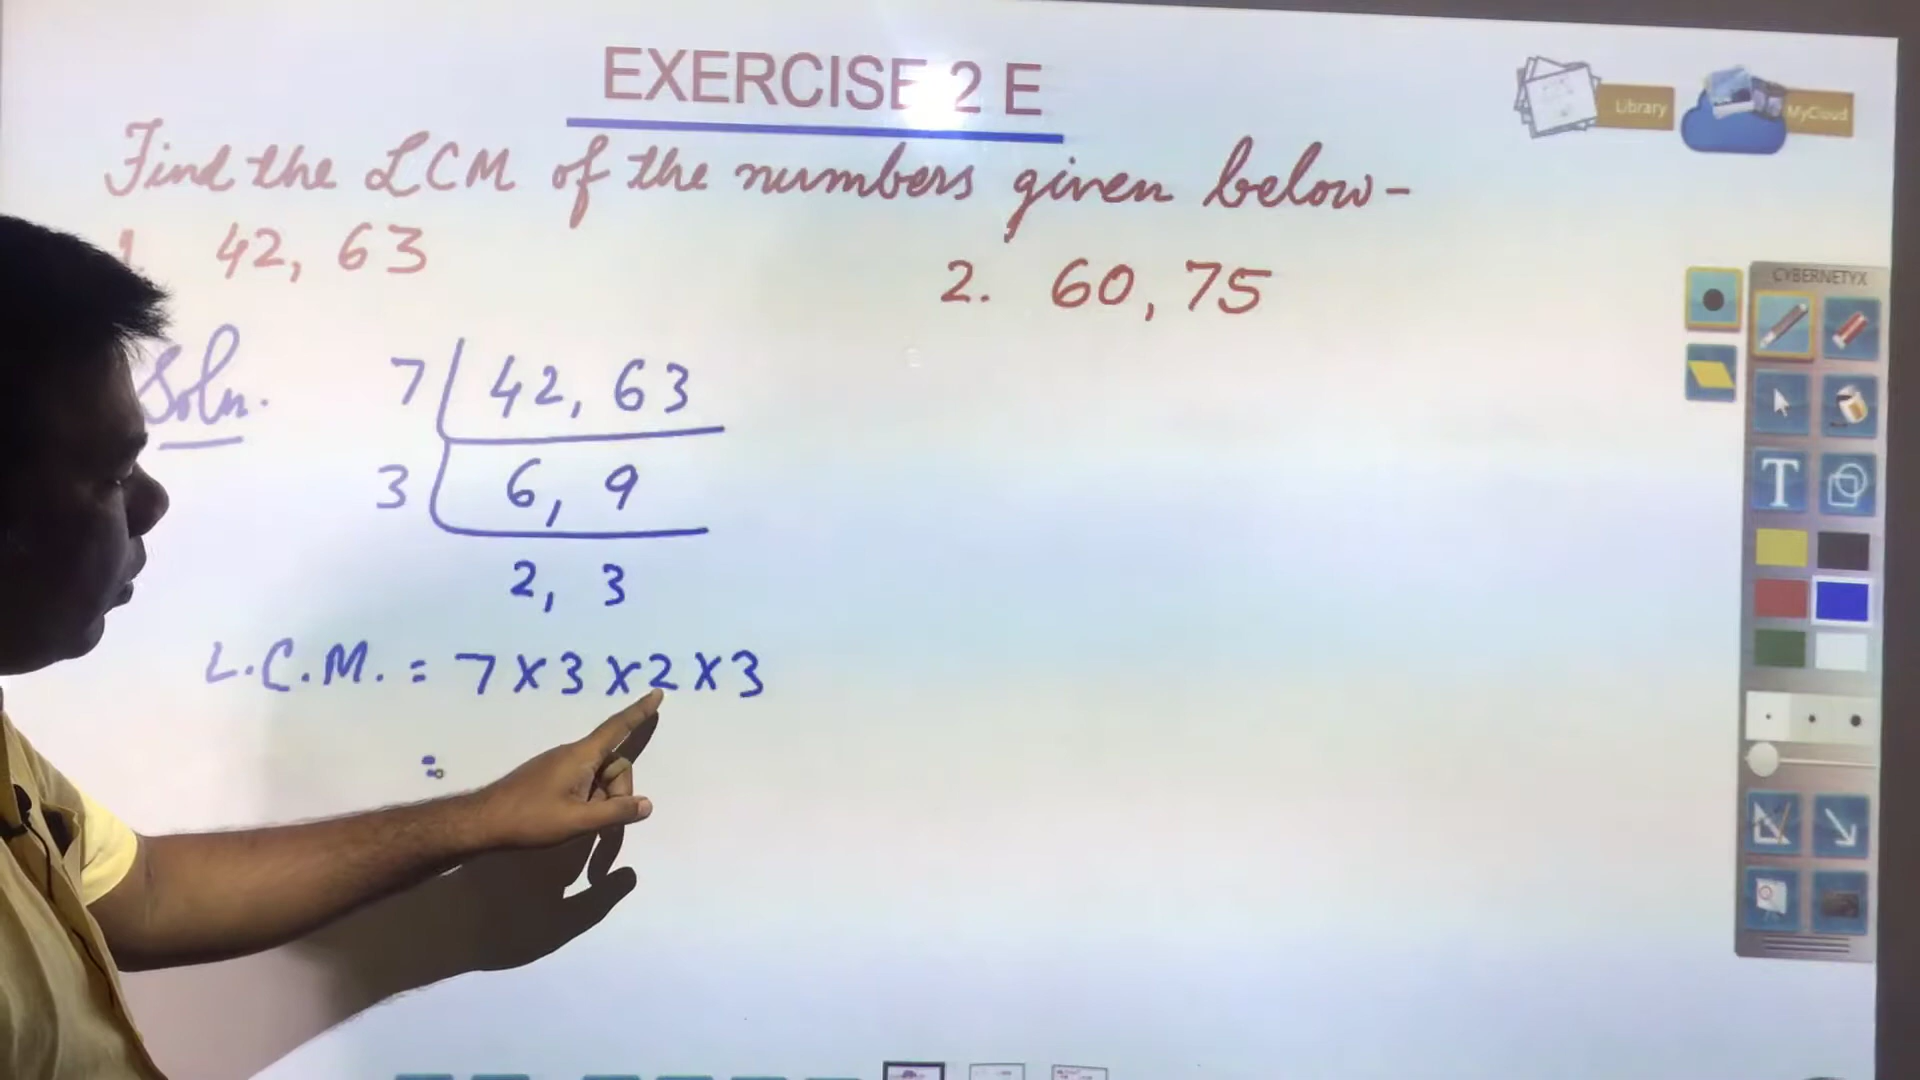 EXERCISE 2 E
Library
MyCloud
Find the LCM of the numbers given below-
1. 42, 63
2. 60, 75
CYBERNETYX
Soln.
7 42, 63
3 6, 9
2, 3
T
L.C.M. = 7 X 3 X 2 X 3
=